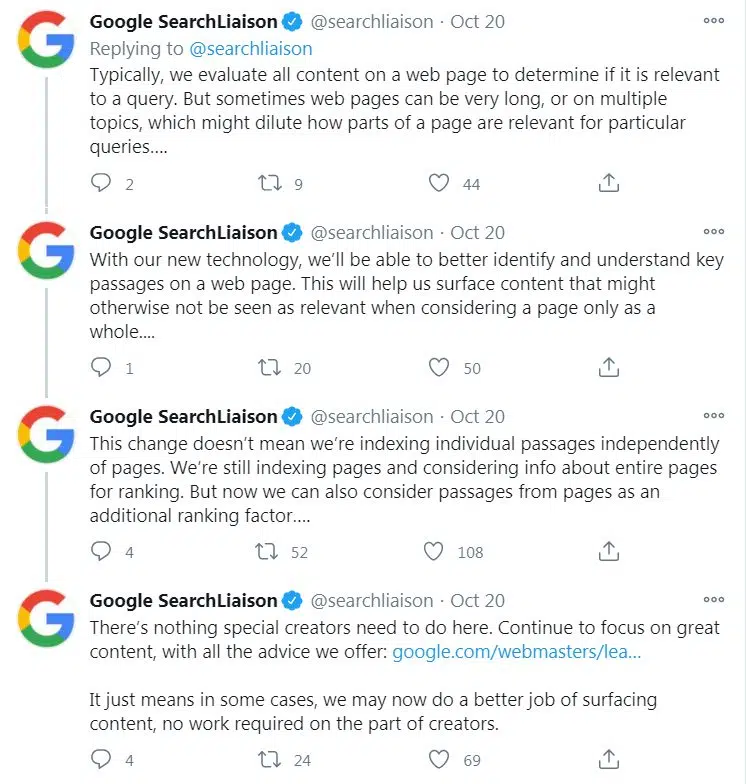 Google SearchLiaison @searchliaison · Oct 20
Replying to @searchliaison
Typically, we evaluate all content on a web page to determine if it is relevant
to a query. But sometimes web pages can be very long, or on multiple
topics, which might dilute how parts of a page are relevant for particular
queries....
2 9 44
Google SearchLiaison @searchliaison · Oct 20
With our new technology, we’ll be able to better identify and understand key
passages on a web page. This will help us surface content that might
otherwise not be seen as relevant when considering a page only as a
whole....
1 20 50
Google SearchLiaison @searchliaison · Oct 20
This change doesn’t mean we’re indexing individual passages independently
of pages. We’re still indexing pages and considering info about entire pages
for ranking. But now we can also consider passages from pages as an
additional ranking factor....
4 52 108
Google SearchLiaison @searchliaison · Oct 20
There’s nothing special creators need to do here. Continue to focus on great
content, with all the advice we offer: google.com/webmasters/lea...
It just means in some cases, we may now do a better job of surfacing
content, no work required on the part of creators.
4 24 69